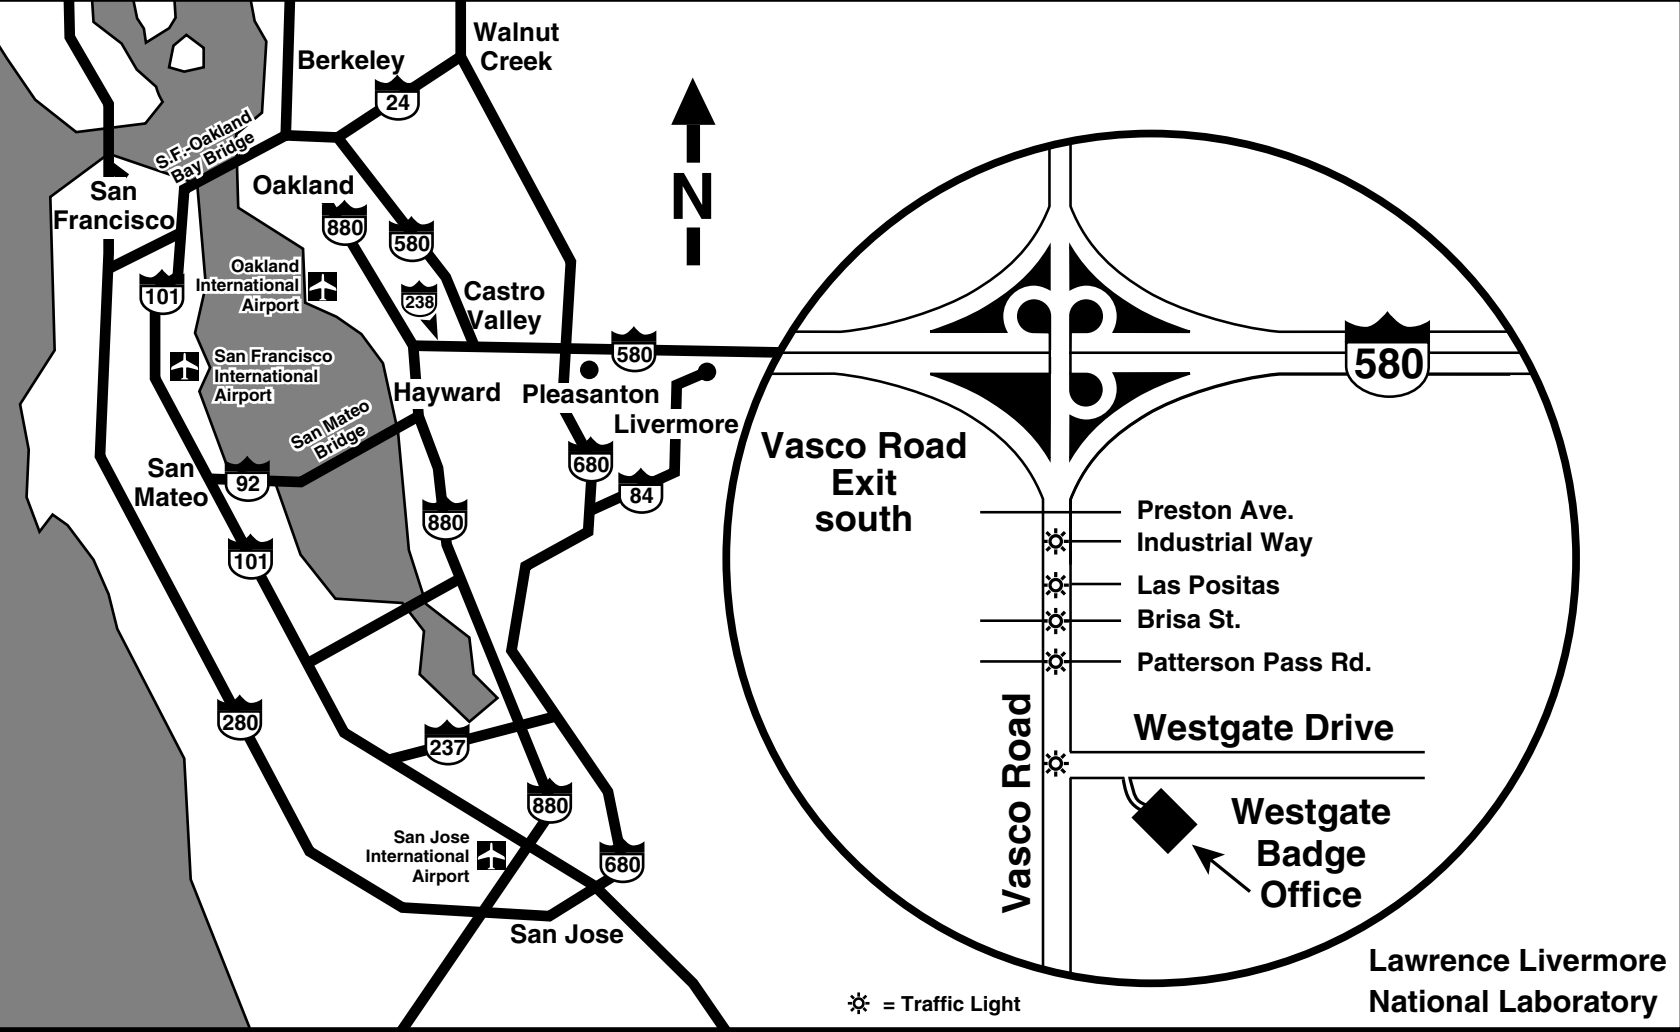 Walnut
Creek
Berkeley
24
S.F.-Oakland
Bay Bridge
San
Francisco
Oakland
880
580
N
101
Oakland
International
Airport
238
Castro
Valley
580
580
San Francisco
International
Airport
Hayward
Pleasanton
Livermore
San Mateo
Bridge
San
Mateo
92
680
84
880
101
280
237
880
San Jose
International
Airport
680
San Jose
Vasco Road
Exit
south
Preston Ave.
Industrial Way
Las Positas
Brisa St.
Patterson Pass Rd.
Vasco Road
Westgate Drive
Westgate
Badge
Office
= Traffic Light
Lawrence Livermore
National Laboratory